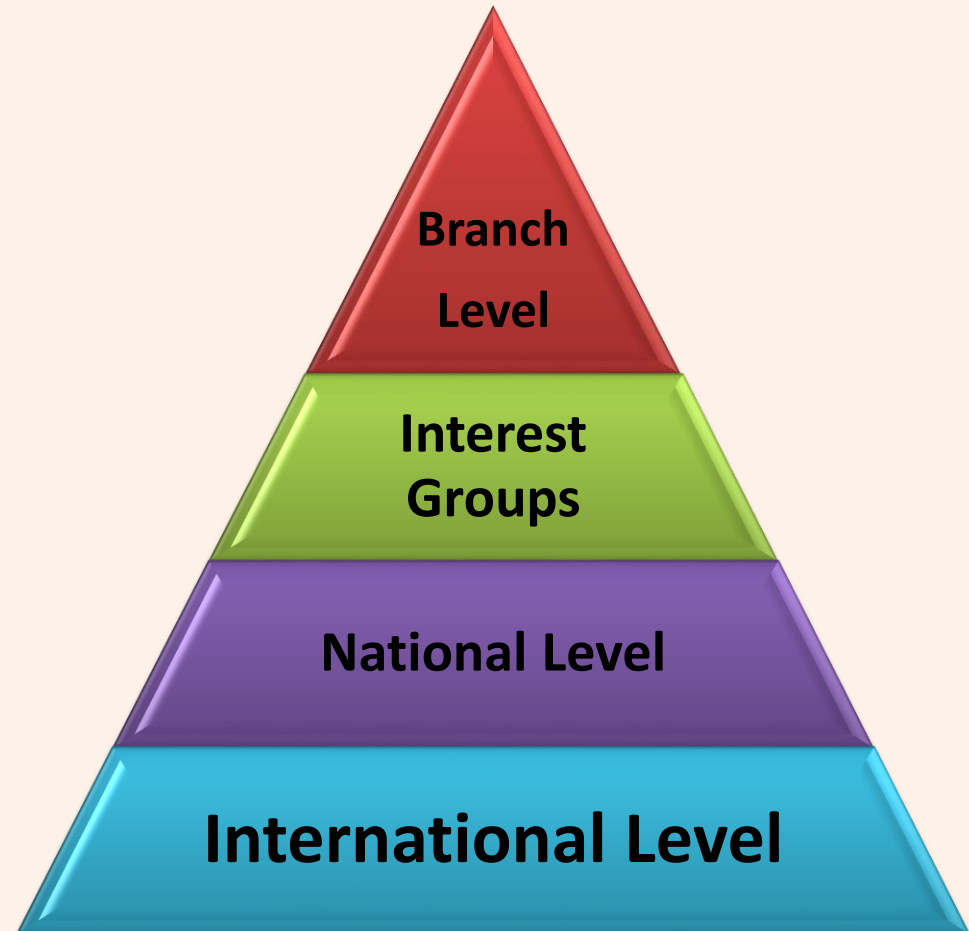 Branch
Level
Interest
Groups
National Level
International Level